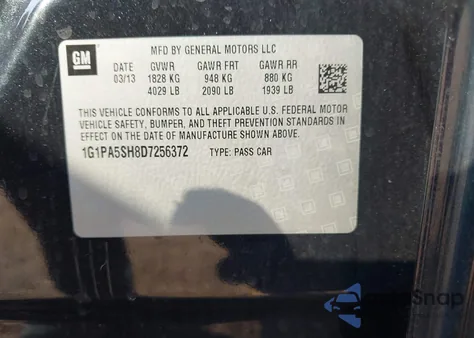 GM
MFD BY GENERAL MOTORS LLC
DATE GVWR GAWR FRT GAWR RR
03/13 1828 KG 948 KG 880 KG
4029 LB 2090 LB 1939 LB
THIS VEHICLE CONFORMS TO ALL APPLICABLE U.S. FEDERAL MOTOR
VEHICLE SAFETY, BUMPER, AND THEFT PREVENTION STANDARDS IN
EFFECT ON THE DATE OF MANUFACTURE SHOWN ABOVE.
1G1PA5SH8D7256372 TYPE: PASS CAR